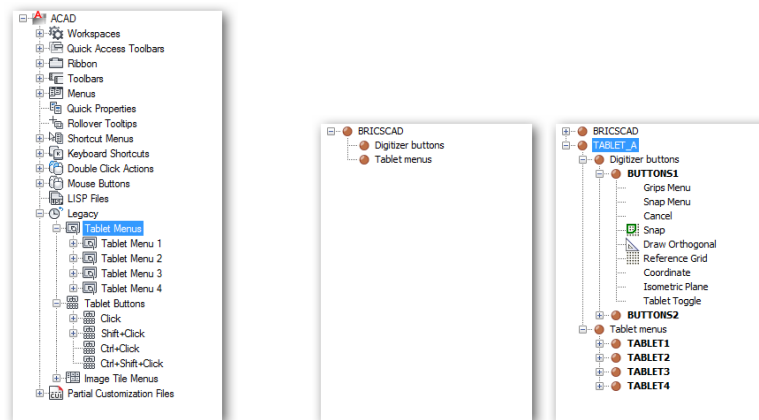 ACAD
Workspaces
Quick Access Toolbars
Ribbon
Toolbars
Menus
Quick Properties
Rollover Tooltips
Shortcut Menus
Keyboard Shortcuts
Double Click Actions
Mouse Buttons
LISP Files
Legacy
Tablet Menus
Tablet Menu 1
Tablet Menu 2
Tablet Menu 3
Tablet Menu 4
Tablet Buttons
Click
Shift+Click
Ctrl+Click
Ctrl+Shift+Click
Image Tile Menus
Partial Customization Files
BRICSCAD
Digitizer buttons
Tablet menus
BRICSCAD
TABLET_A
Digitizer buttons
BUTTONS1
Grips Menu
Snap Menu
Cancel
Snap
Draw Orthogonal
Reference Grid
Coordinate
Isometric Plane
Tablet Toggle
BUTTONS2
Tablet menus
TABLET1
TABLET2
TABLET3
TABLET4